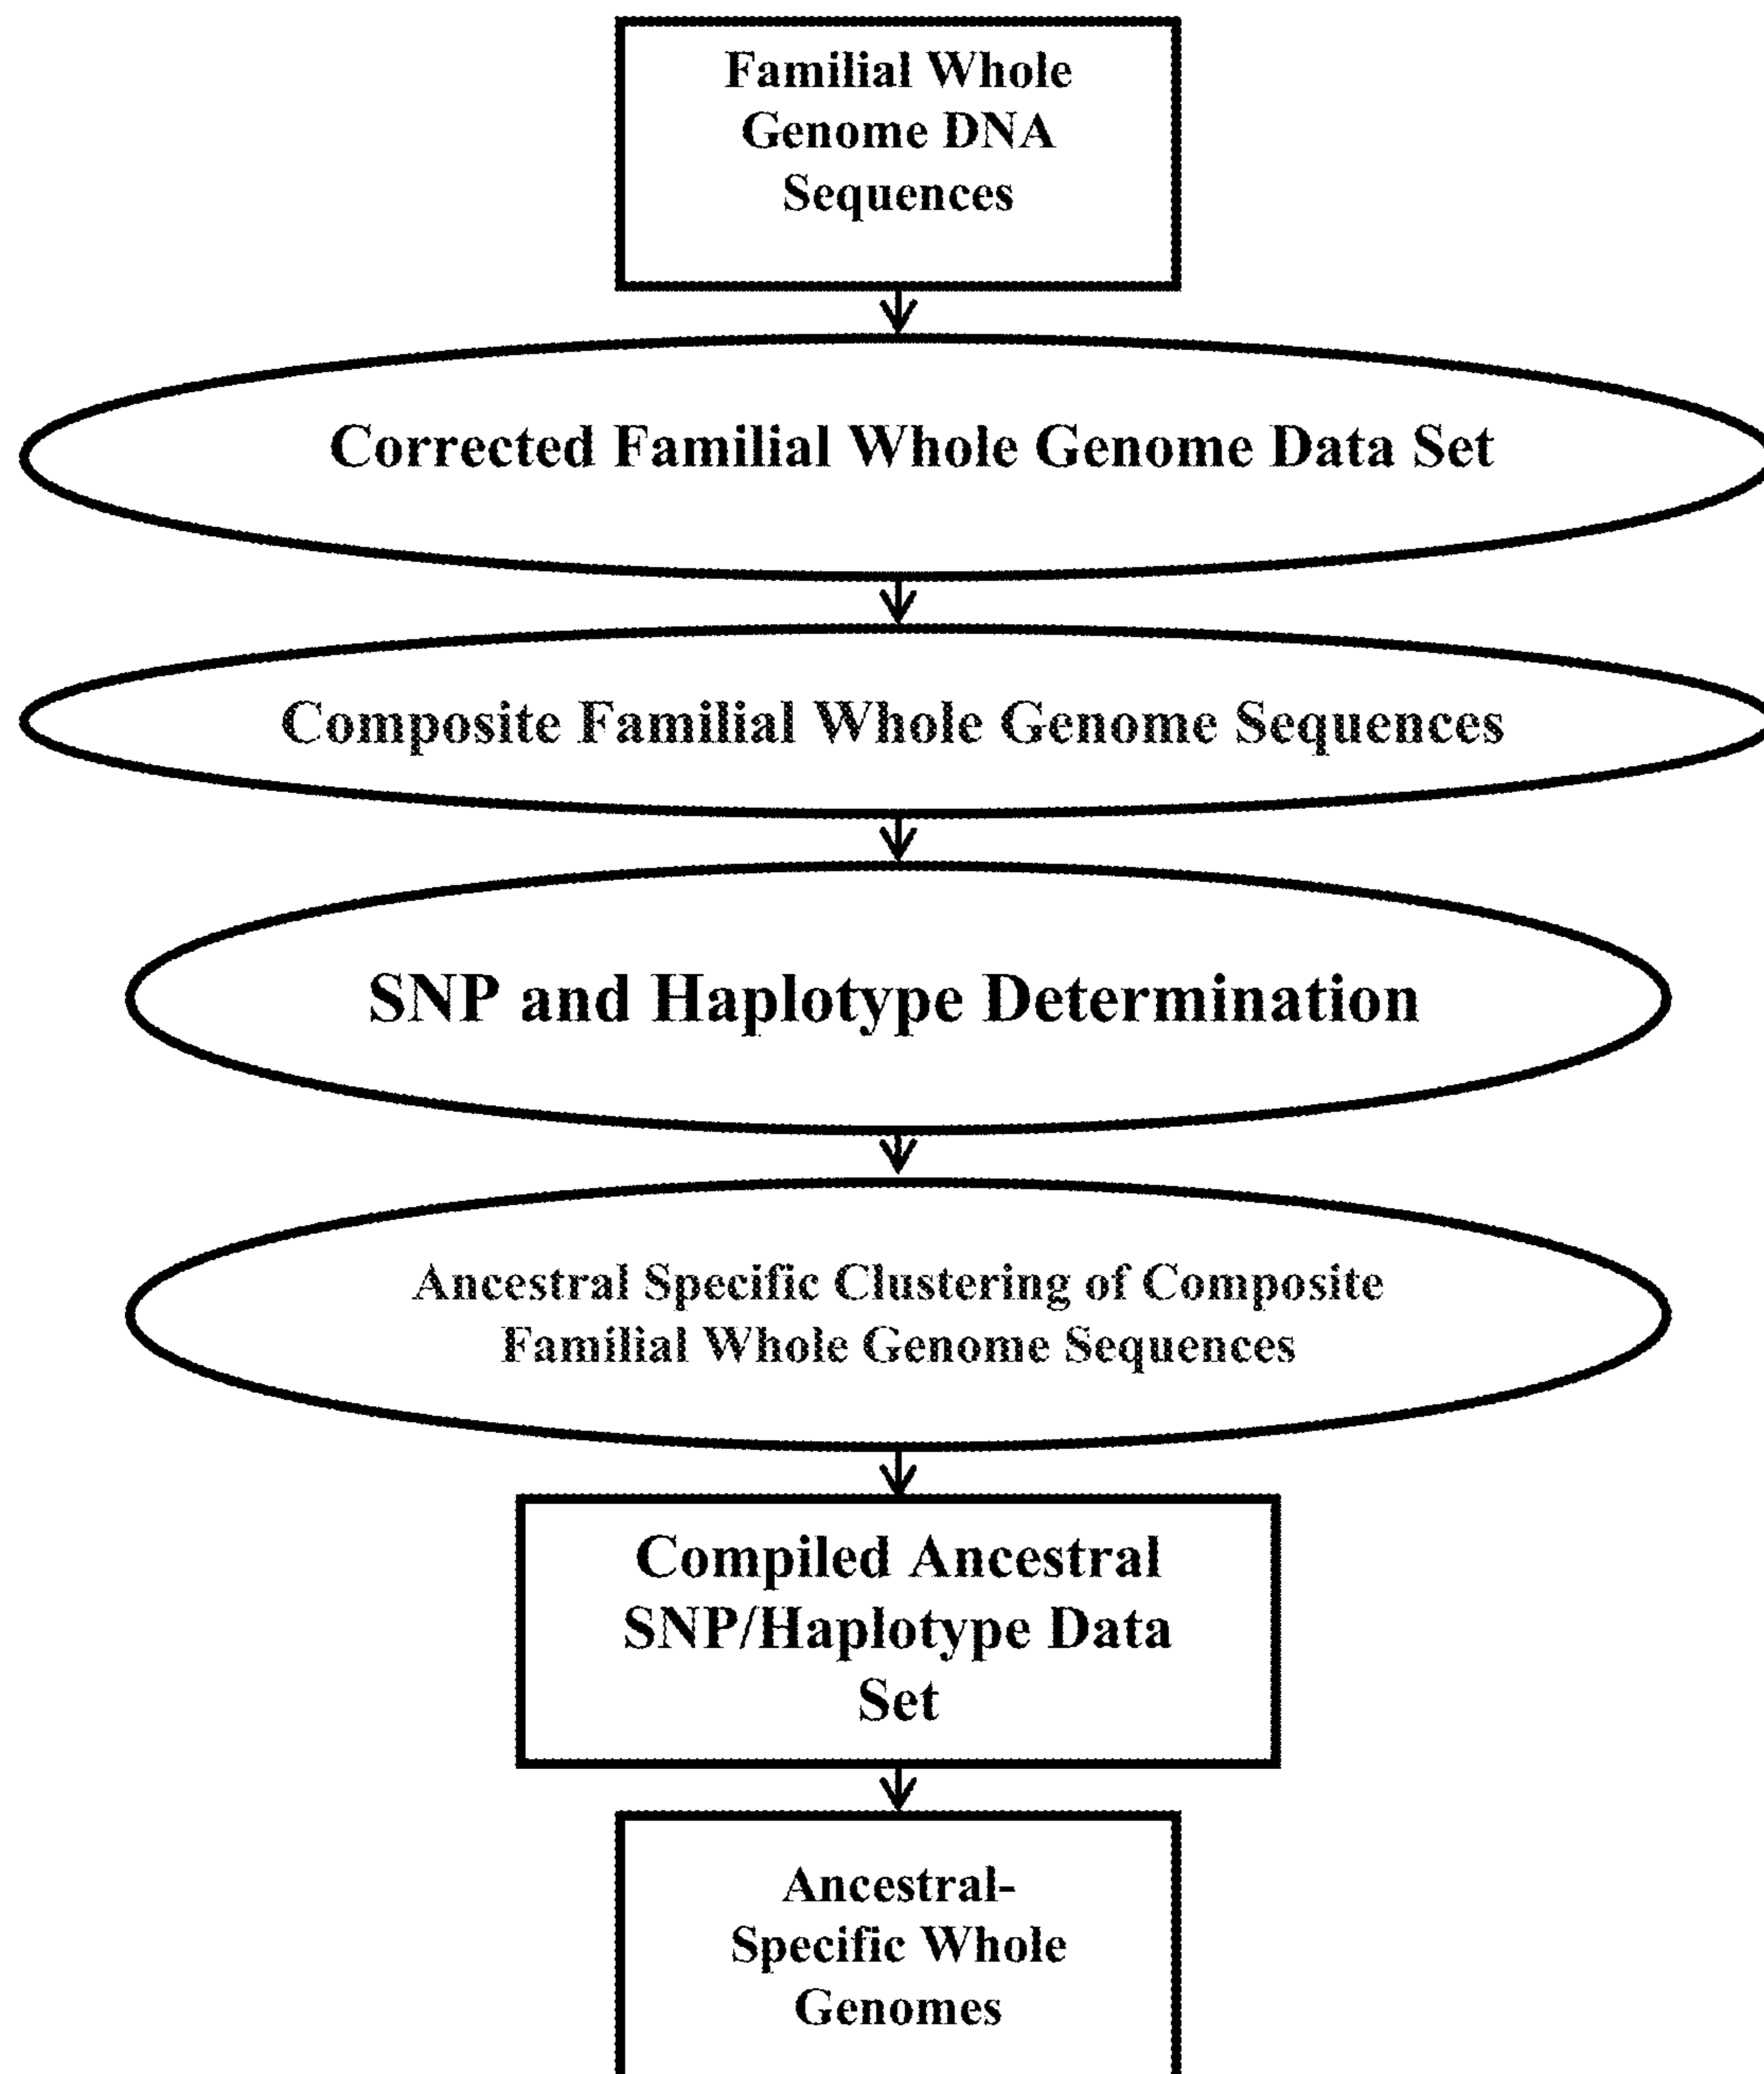 Familial Whole
Genome DNA
Sequences
Corrected Familial Whole Genome Data Set
Composite Familial Whole Genome Sequences
SNP and Haplotype Determination
Ancestral Specific Clustering of Composite
Familial Whole Genome Sequences
Compiled Ancestral
SNP/Haplotype Data
Set
Ancestral-
Specific Whole
Genomes